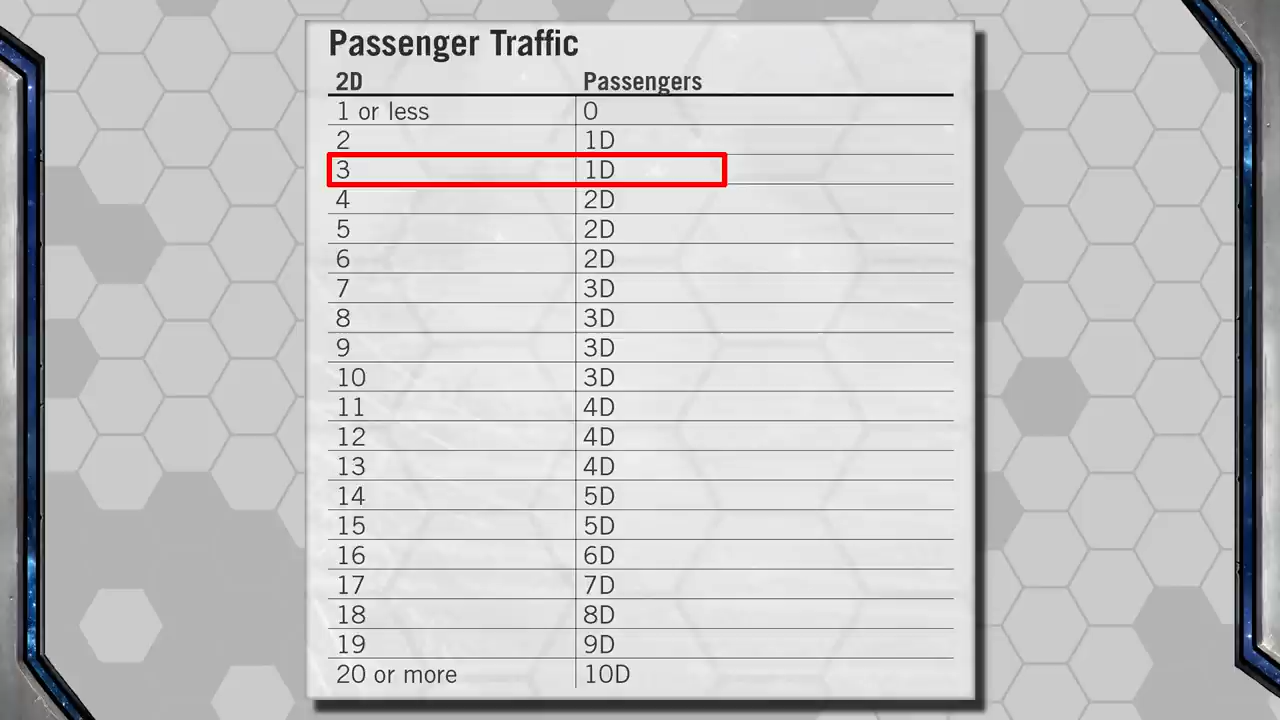 Passenger Traffic
2D Passengers
1 or less 0
2 1D
3 1D
4 2D
5 2D
6 2D
7 3D
8 3D
9 3D
10 3D
11 4D
12 4D
13 4D
14 5D
15 5D
16 6D
17 7D
18 8D
19 9D
20 or more 10D